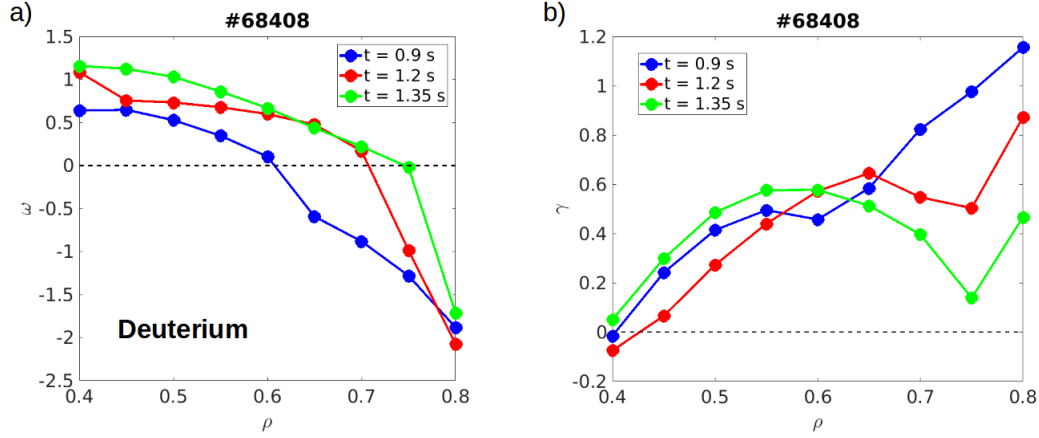 a)
#68408
1.5
1
0.5
0
-0.5
-1
-1.5
-2
-2.5
ω
t = 0.9 s
t = 1.2 s
t = 1.35 s
Deuterium
0.4 0.5 0.6 0.7 0.8
ρ
b)
#68408
1.2
1
0.8
0.6
0.4
0.2
0
-0.2
γ
t = 0.9 s
t = 1.2 s
t = 1.35 s
0.4 0.5 0.6 0.7 0.8
ρ